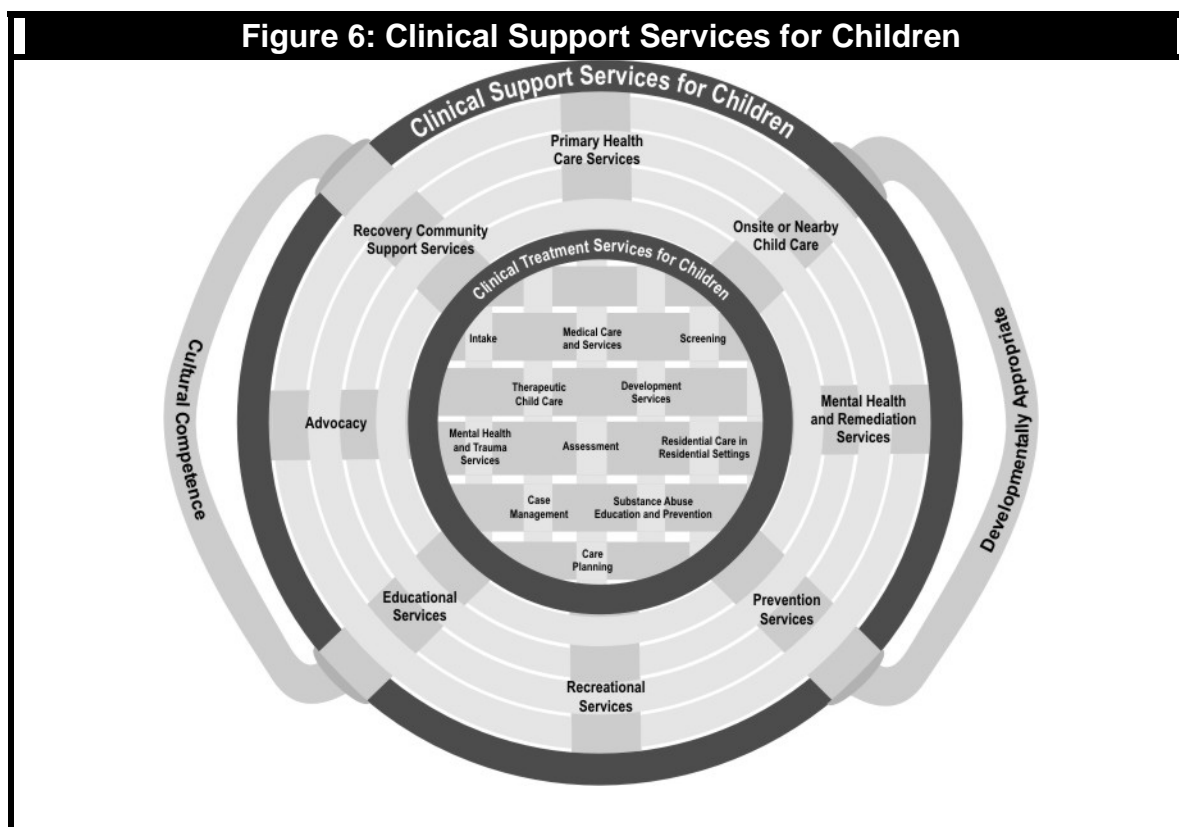 Figure 6: Clinical Support Services for Children
Clinical Support Services for Children
Primary Health
Care Services
Recovery Community
Support Services
Onsite or Nearby
Child Care
Clinical Treatment Services for Children
Intake
Medical Care
and Services
Screening
Therapeutic
Child Care
Development
Services
Cultural Competence
Developmentally Appropriate
Advocacy
Mental Health
and Remediation
Services
Mental Health
and Trauma
Services
Assessment
Residential Care in
Residential Settings
Case
Management
Substance Abuse
Education and Prevention
Care
Planning
Educational
Services
Prevention
Services
Recreational
Services